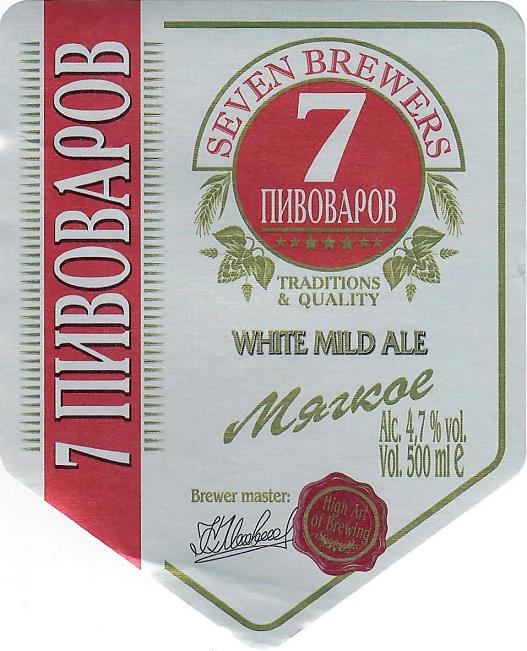 7 ПИВОВАРОВ
SEVEN BREWERS
7
ПИВОВАРОВ
TRADITIONS
& QUALITY
WHITE MILD ALE
Мягкое
Alc. 4,7 % vol.
Vol. 500 ml e
Brewer master:
High Art
of Brewing